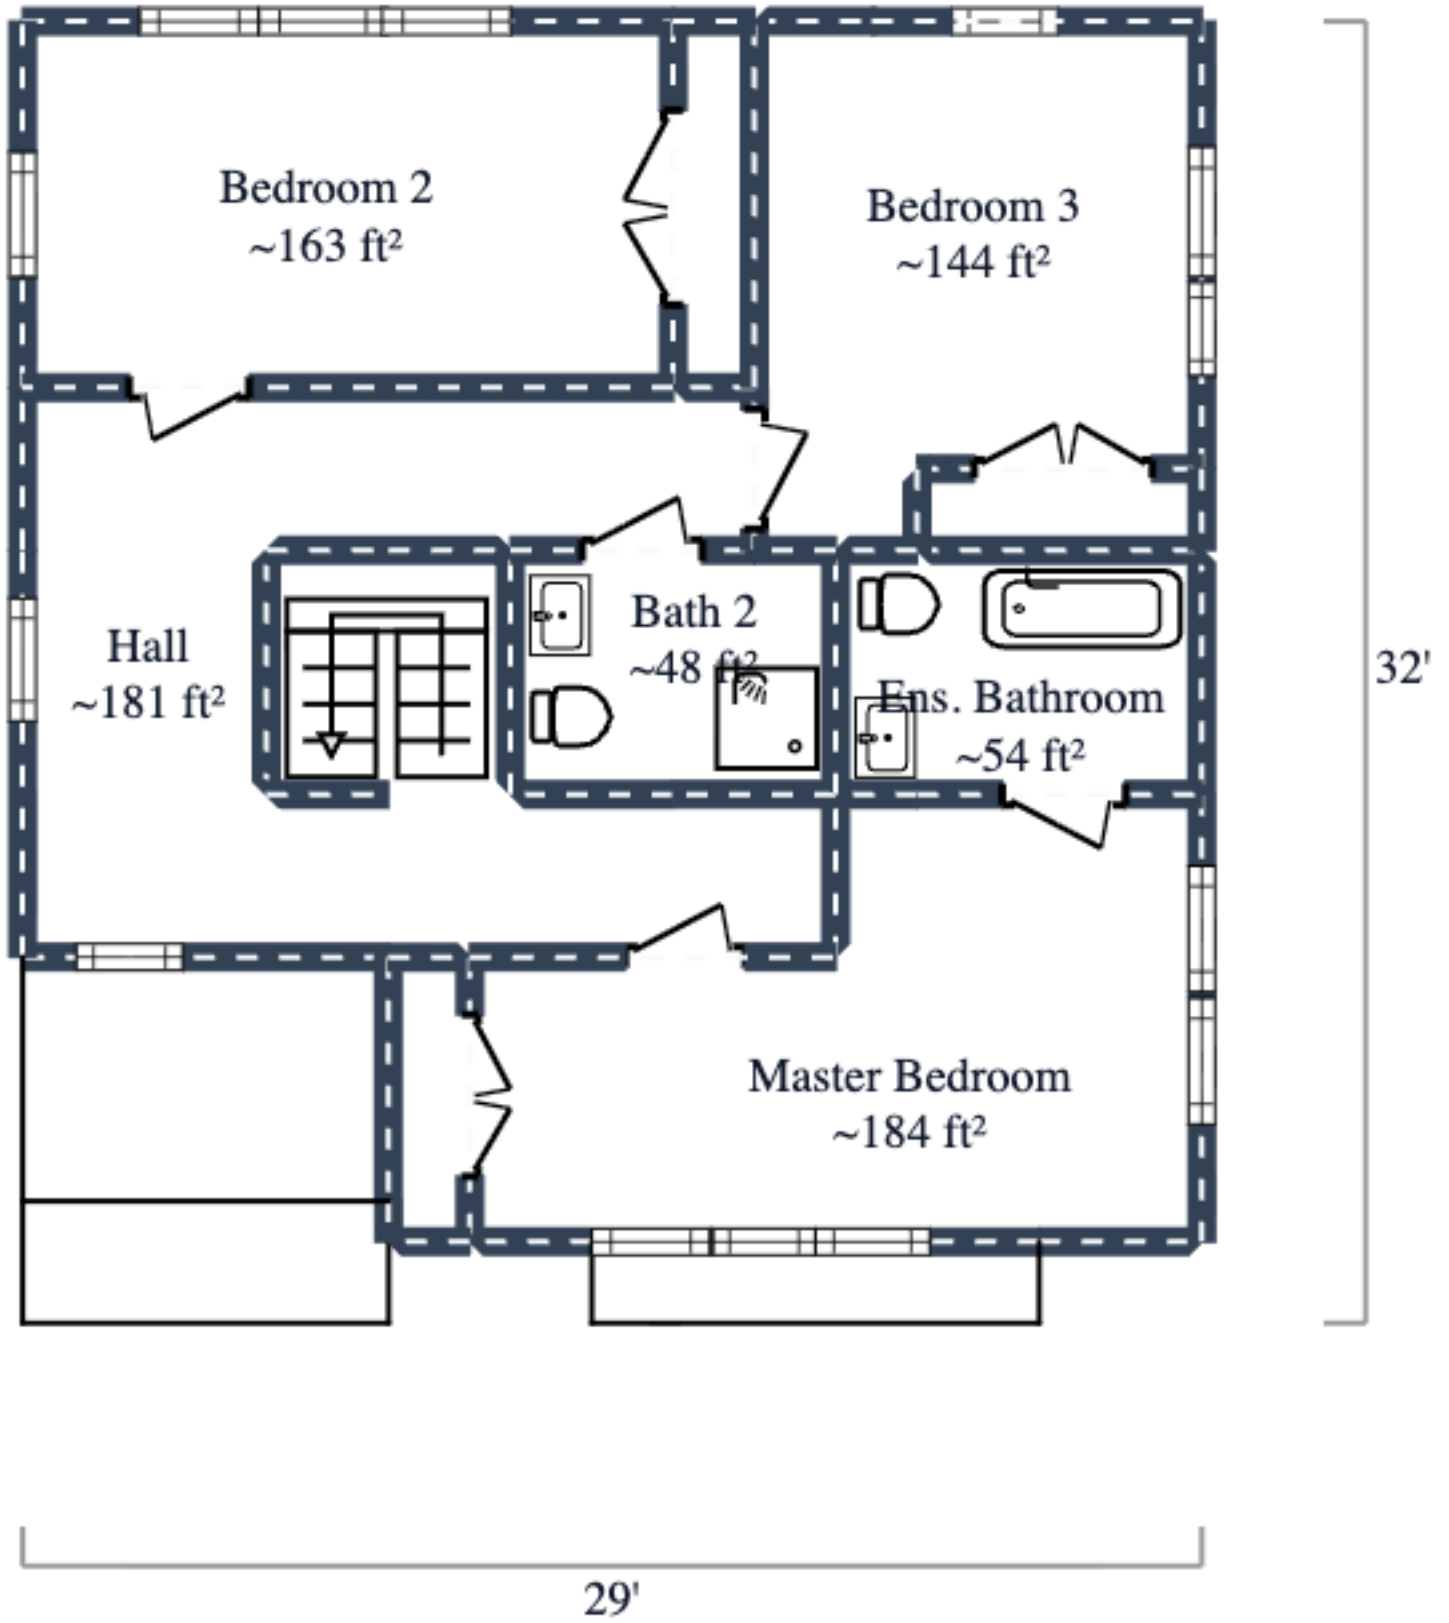 Bedroom 2
~163 ft²
Bedroom 3
~144 ft²
Hall
~181 ft²
Bath 2
~48 ft²
Ens. Bathroom
~54 ft²
32'
Master Bedroom
~184 ft²
29'